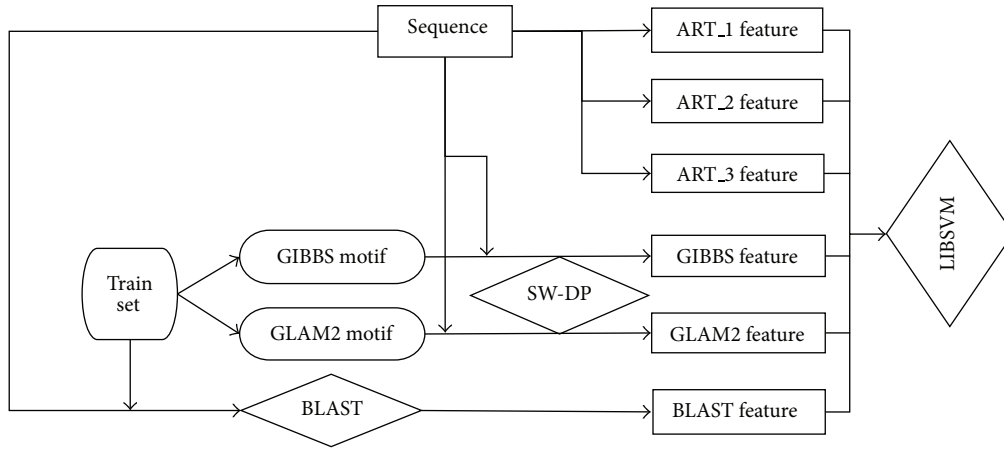 Sequence
ART_1 feature
ART_2 feature
ART_3 feature
LIBSVM
Train
set
GIBBS motif
GIBBS feature
SW-DP
GLAM2 motif
GLAM2 feature
BLAST
BLAST feature